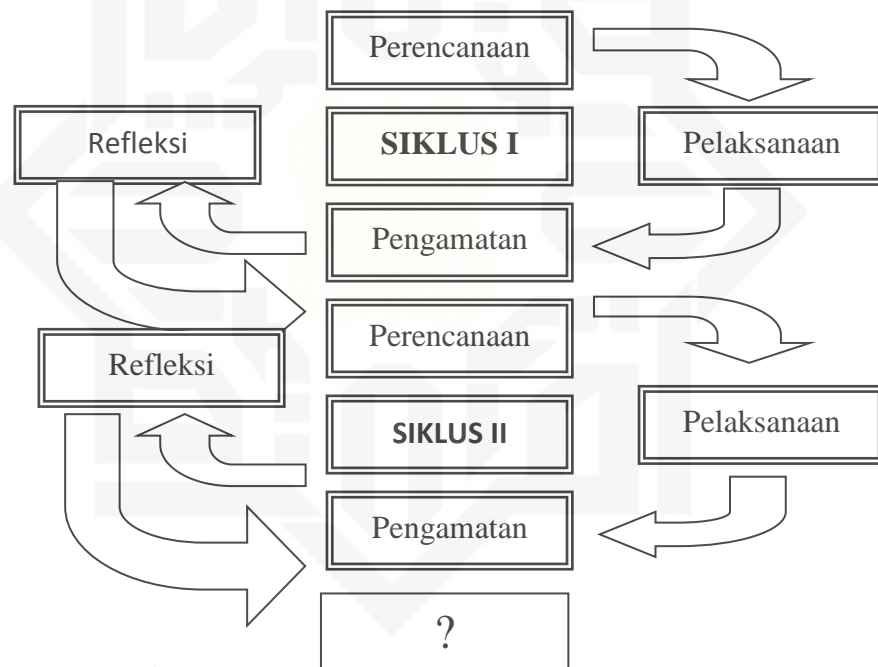 Perencanaan
Refleksi
SIKLUS I
Pelaksanaan
Pengamatan
Perencanaan
Refleksi
SIKLUS II
Pelaksanaan
Pengamatan
?